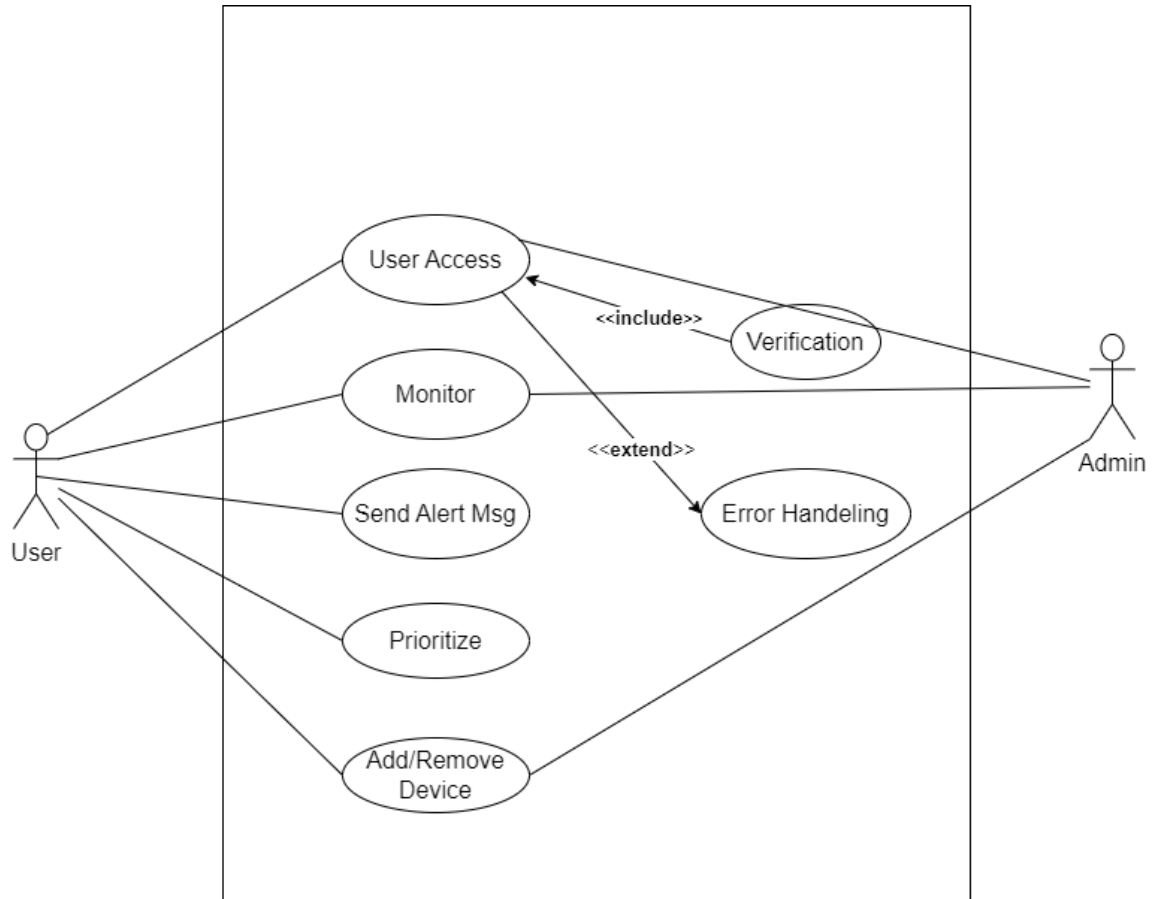 User Access
<<include>>
Verification
Monitor
<<extend>>
Admin
Send Alert Msg
Error Handeling
User
Prioritize
Add/Remove
Device